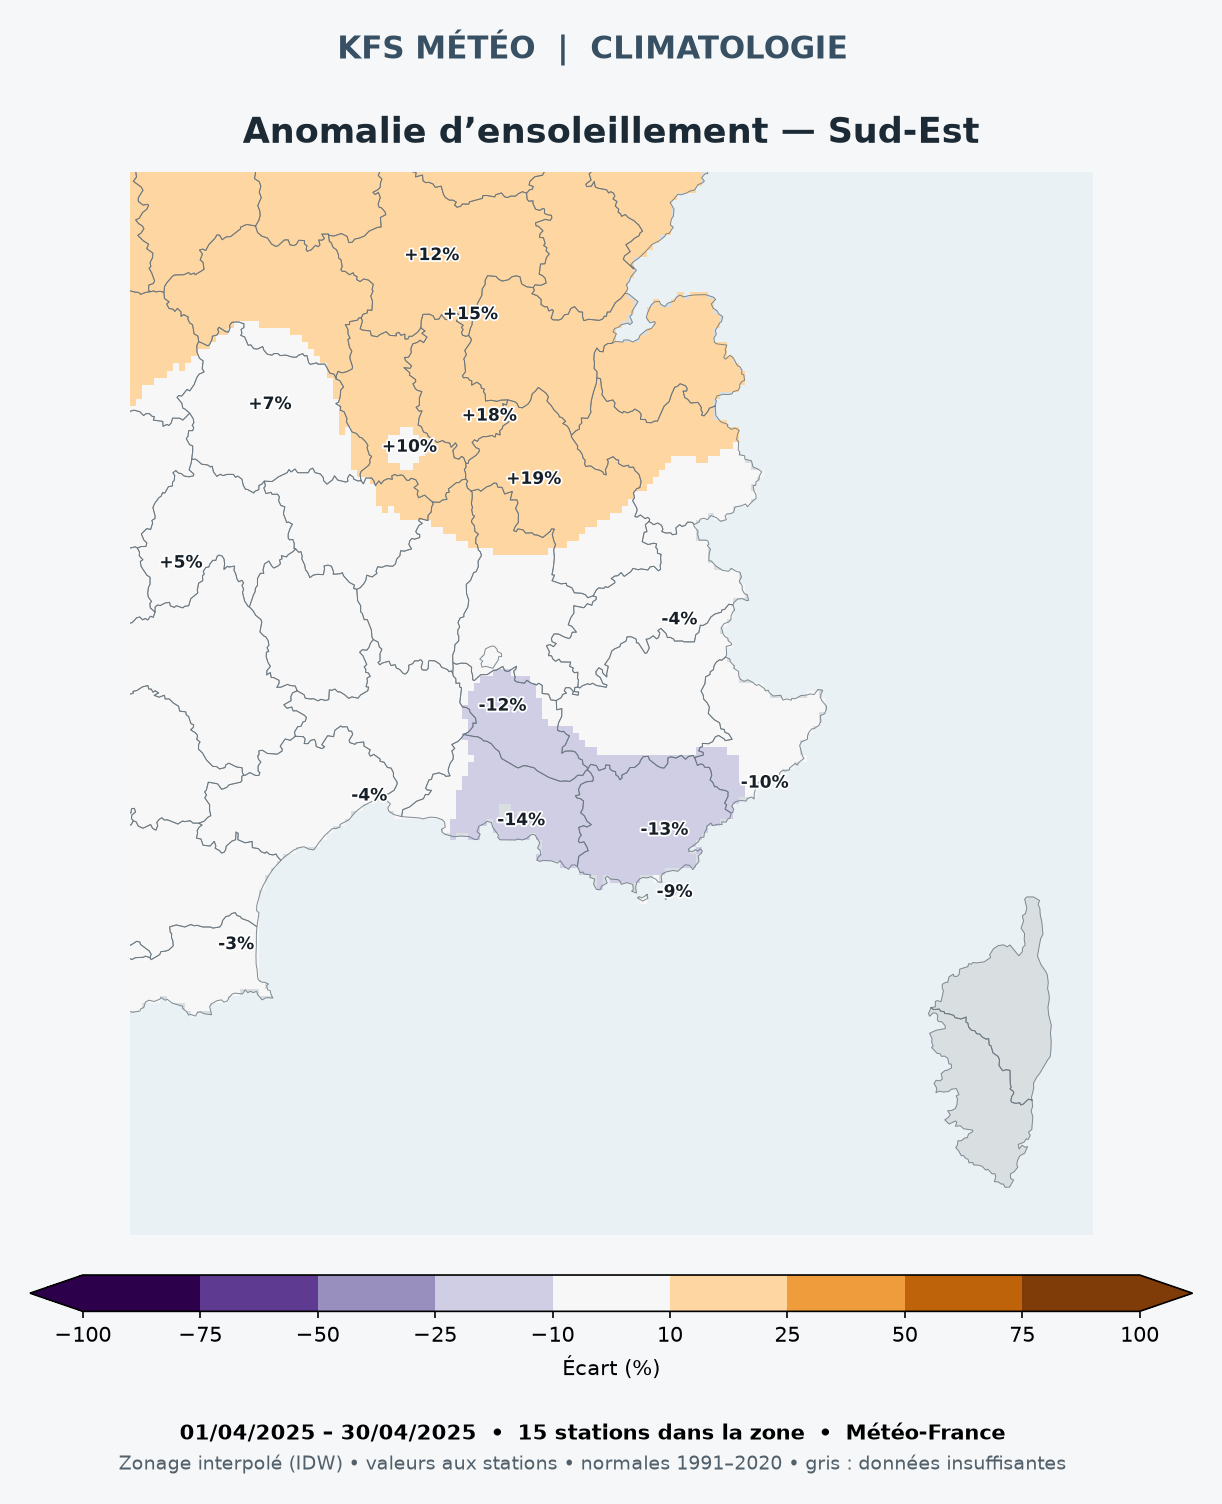 KFS MÉTÉO | CLIMATOLOGIE
Anomalie d’ensoleillement — Sud-Est
+12%
+15%
+7%
+18%
+10%
+19%
+5%
-4%
-12%
-10%
-4%
-14%
-13%
-9%
-3%
−100 −75 −50 −25 −10 10 25 50 75 100
Écart (%)
01/04/2025 – 30/04/2025 • 15 stations dans la zone • Météo-France
Zonage interpolé (IDW) • valeurs aux stations • normales 1991–2020 • gris : données insuffisantes